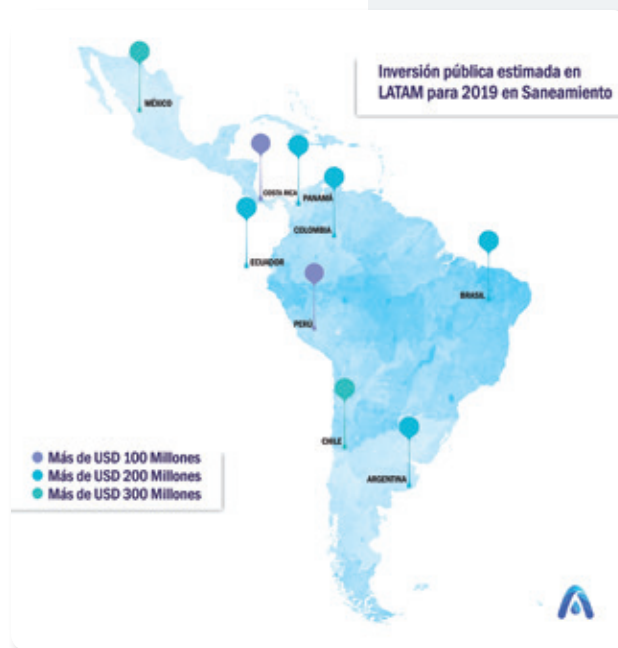 Inversión pública estimada en
LATAM para 2019 en Saneamiento
MÉXICO
COSTA RICA
PANAMÁ
COLOMBIA
ECUADOR
BRASIL
PERÚ
CHILE
ARGENTINA
Más de USD 100 Millones
Más de USD 200 Millones
Más de USD 300 Millones